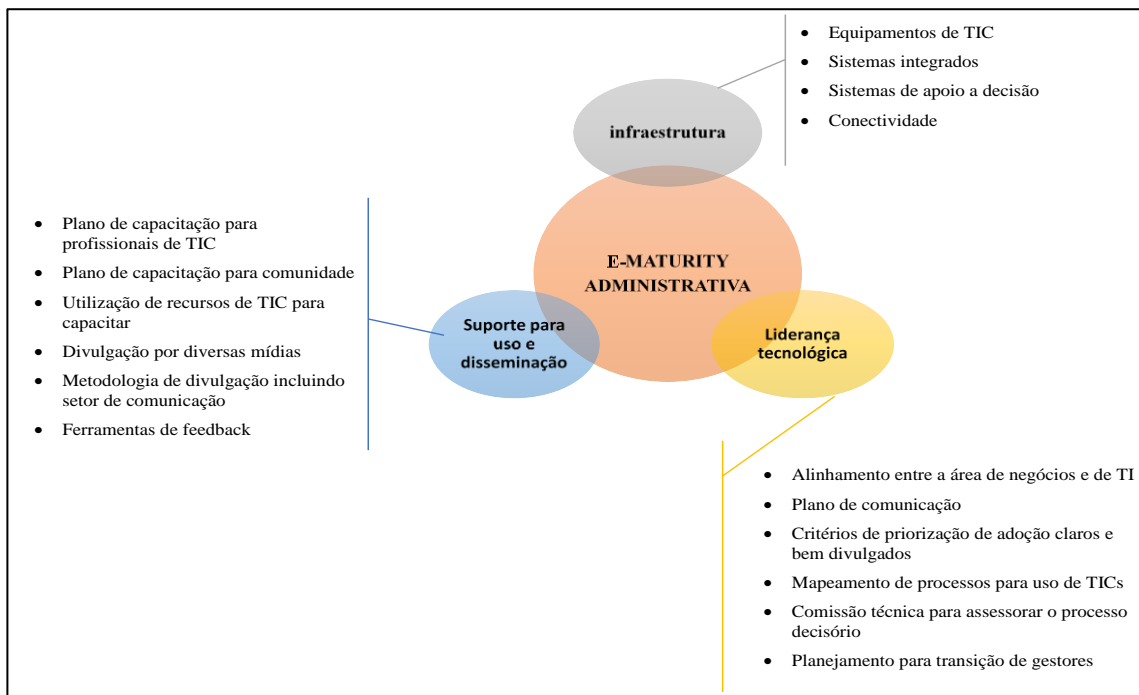 • Equipamentos de TIC
• Sistemas integrados
• Sistemas de apoio a decisão
• Conectividade
infraestrutura
E-MATURITY
ADMINISTRATIVA
• Plano de capacitação para
profissionais de TIC
• Plano de capacitação para comunidade
• Utilização de recursos de TIC para
capacitar
• Divulgação por diversas mídias
• Metodologia de divulgação incluindo
setor de comunicação
• Ferramentas de feedback
Suporte para
uso e
disseminação
Liderança
tecnológica
• Alinhamento entre a área de negócios e de TI
• Plano de comunicação
• Critérios de priorização de adoção claros e
bem divulgados
• Mapeamento de processos para uso de TICs
• Comissão técnica para assessorar o processo
decisório
• Planejamento para transição de gestores